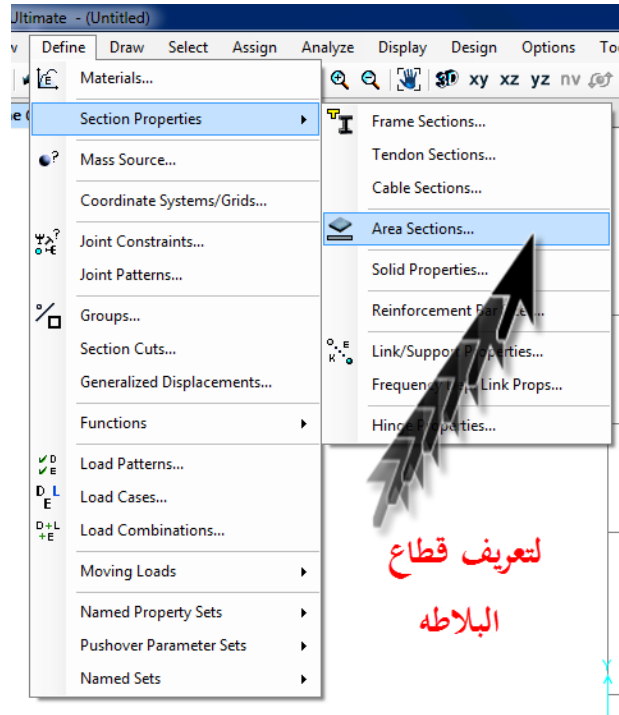 Ultimate - (Untitled)
Define Draw Select Assign Analyze Display Design Options
xy xz yz nv
Materials...
Section Properties
Mass Source...
Coordinate Systems/Grids...
Joint Constraints...
Joint Patterns...
Groups...
Section Cuts...
Generalized Displacements...
Functions
Load Patterns...
Load Cases...
Load Combinations...
Moving Loads
Named Property Sets
Pushover Parameter Sets
Named Sets
Frame Sections...
Tendon Sections...
Cable Sections...
Area Sections...
Solid Properties...
Reinforcement
Link/Support Properties...
Frequency Link Props...
Hinge Properties...
لتعريف قطاع
البلاطه
Y